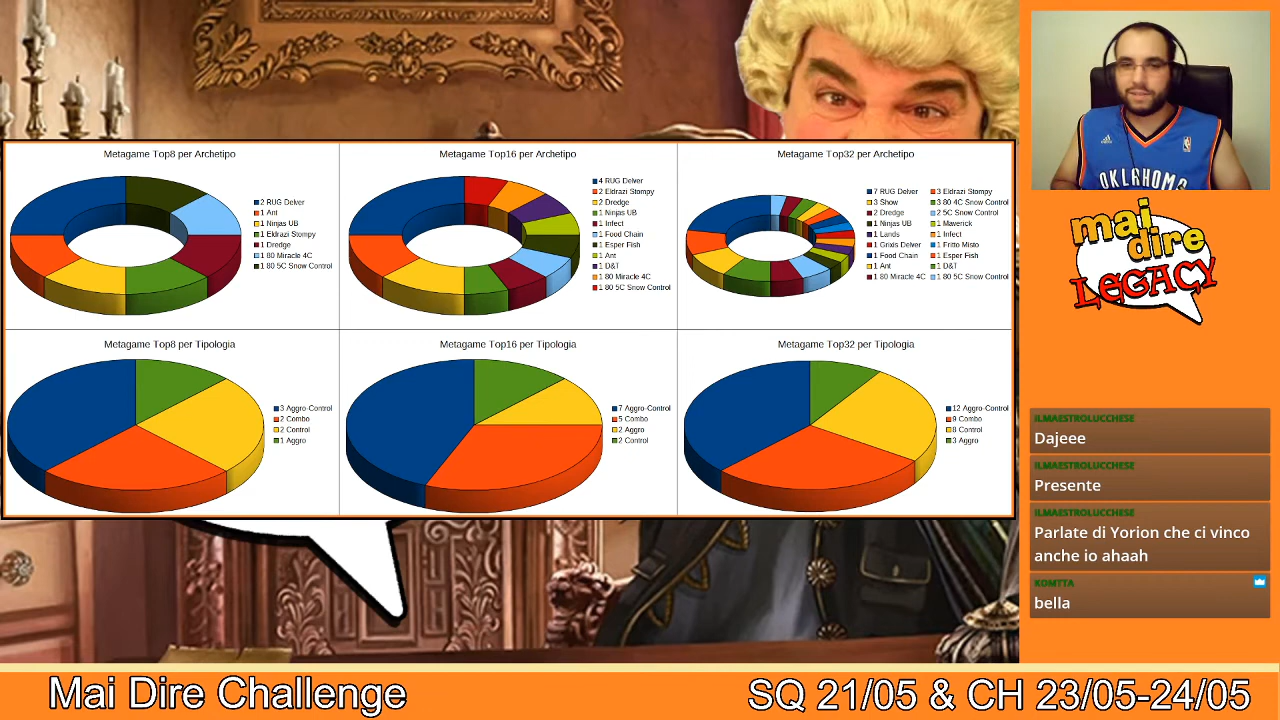 Metagame Top8 per Archetipo
2 RUG Delver
1 Ant
1 Ninjas UB
1 Eldrazi Stompy
1 Dredge
1 80 Miracle 4C
1 80 5C Snow Control
Metagame Top16 per Archetipo
4 RUG Delver
2 Eldrazi Stompy
2 Dredge
1 Ninjas UB
1 Infect
1 Food Chain
1 Esper Fish
1 Ant
1 D&T
1 80 Miracle 4C
1 80 5C Snow Control
Metagame Top32 per Archetipo
7 RUG Delver 3 Eldrazi Stompy
3 Show 3 80 4C Snow Control
2 Dredge 2 5C Snow Control
1 Ninjas UB 1 Maverick
1 Lands 1 Infect
1 Grixis Delver 1 Fritto Misto
1 Food Chain 1 Esper Fish
1 Ant 1 D&T
1 80 Miracle 4C 1 80 5C Snow Control
Metagame Top8 per Tipologia
3 Aggro-Control
2 Combo
2 Control
1 Aggro
Metagame Top16 per Tipologia
7 Aggro-Control
5 Combo
2 Aggro
2 Control
Metagame Top32 per Tipologia
12 Aggro-Control
9 Combo
8 Control
3 Aggro
adidas
NBA
OKLAHOM
mai
dire
LEGACY
ILMAESTROLUCCHESE
Dajeee
ILMAESTROLUCCHESE
Presente
ILMAESTROLUCCHESE
Parlate di Yorion che ci vinco
anche io ahaah
KOMTTA
bella
Mai Dire Challenge
SQ 21/05 & CH 23/05-24/05